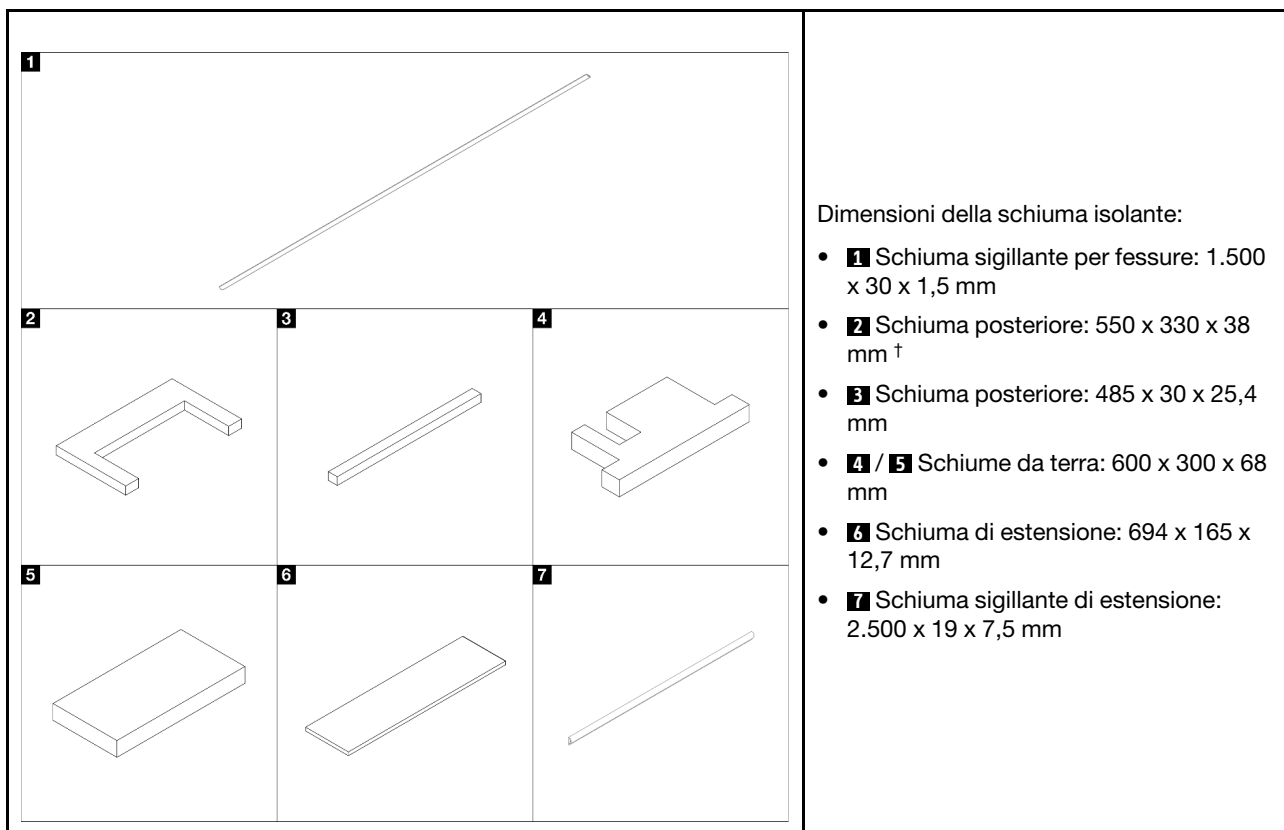 1
2
3
4
5
6
7
Dimensioni della schiuma isolante:
• 1 Schiuma sigillante per fessure: 1.500
x 30 x 1,5 mm
• 2 Schiuma posteriore: 550 x 330 x 38
mm †
• 3 Schiuma posteriore: 485 x 30 x 25,4
mm
• 4 / 5 Schiume da terra: 600 x 300 x 68
mm
• 6 Schiuma di estensione: 694 x 165 x
12,7 mm
• 7 Schiuma sigillante di estensione:
2.500 x 19 x 7,5 mm